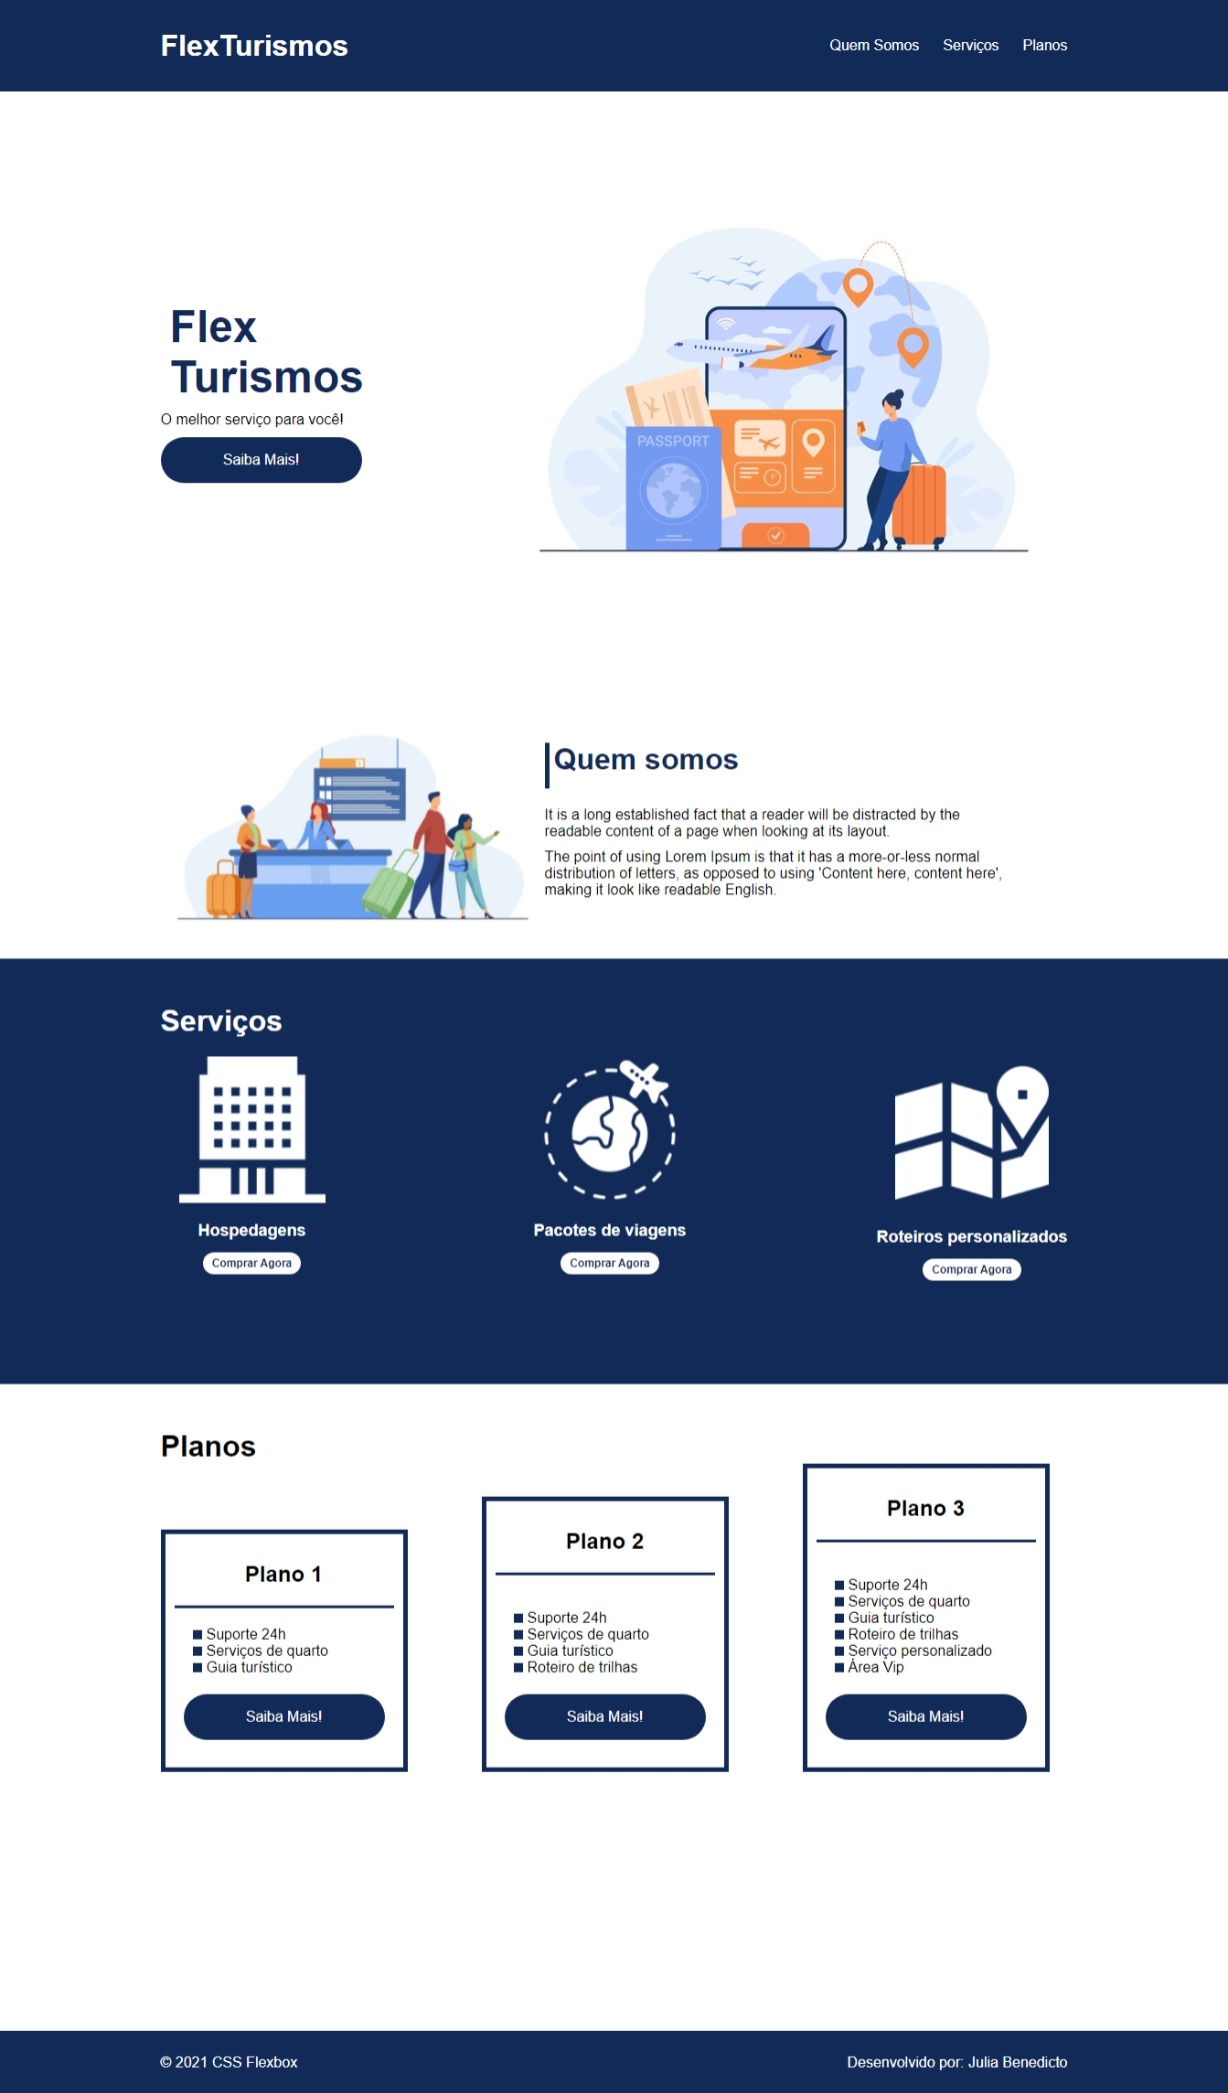 FlexTurismos
Quem Somos
Serviços
Planos
Flex
Turismos
O melhor serviço para você!
Saiba Mais!
PASSPORT
Quem somos
It is a long established fact that a reader will be distracted by the
readable content of a page when looking at its layout.
The point of using Lorem Ipsum is that it has a more-or-less normal
distribution of letters, as opposed to using 'Content here, content here',
making it look like readable English.
Serviços
Hospedagens
Comprar Agora
Pacotes de viagens
Comprar Agora
Roteiros personalizados
Comprar Agora
Planos
Plano 1
Suporte 24h
Serviços de quarto
Guia turístico
Saiba Mais!
Plano 2
Suporte 24h
Serviços de quarto
Guia turístico
Roteiro de trilhas
Saiba Mais!
Plano 3
Suporte 24h
Serviços de quarto
Guia turístico
Roteiro de trilhas
Serviço personalizado
Área Vip
Saiba Mais!
© 2021 CSS Flexbox
Desenvolvido por: Julia Benedicto